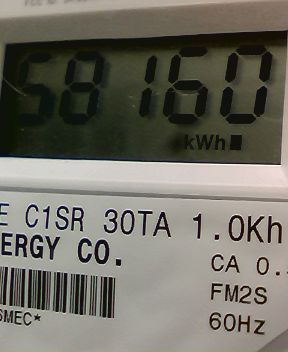 58160
kWh
E C1SR 30TA 1.0Kh
ERGY CO.
CA 0.
FM2S
60Hz
SMEC*